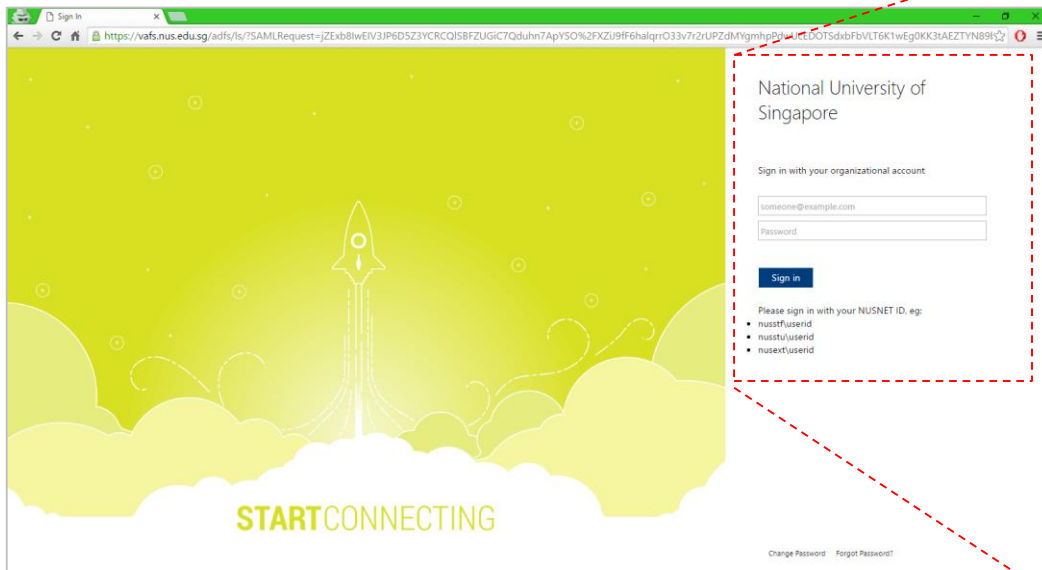 Sign In
https://vafs.nus.edu.sg/adfs/ls/?SAMLRequest=
National University of
Singapore
Sign in with your organizational account
someone@example.com
Password
Sign in
Please sign in with your NUSNET ID, eg:
• nusstf\userid
• nusstu\userid
• nusext\userid
STARTCONNECTING
Change Password Forgot Password?